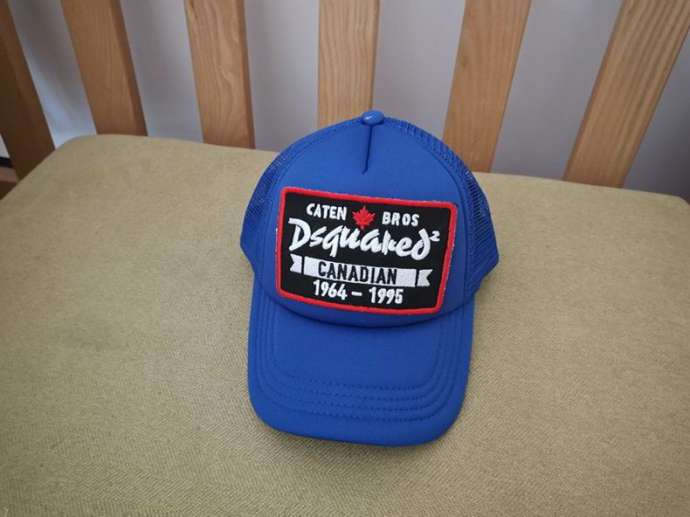 CATEN BROS
Dsquared²
CANADIAN
1964 - 1995